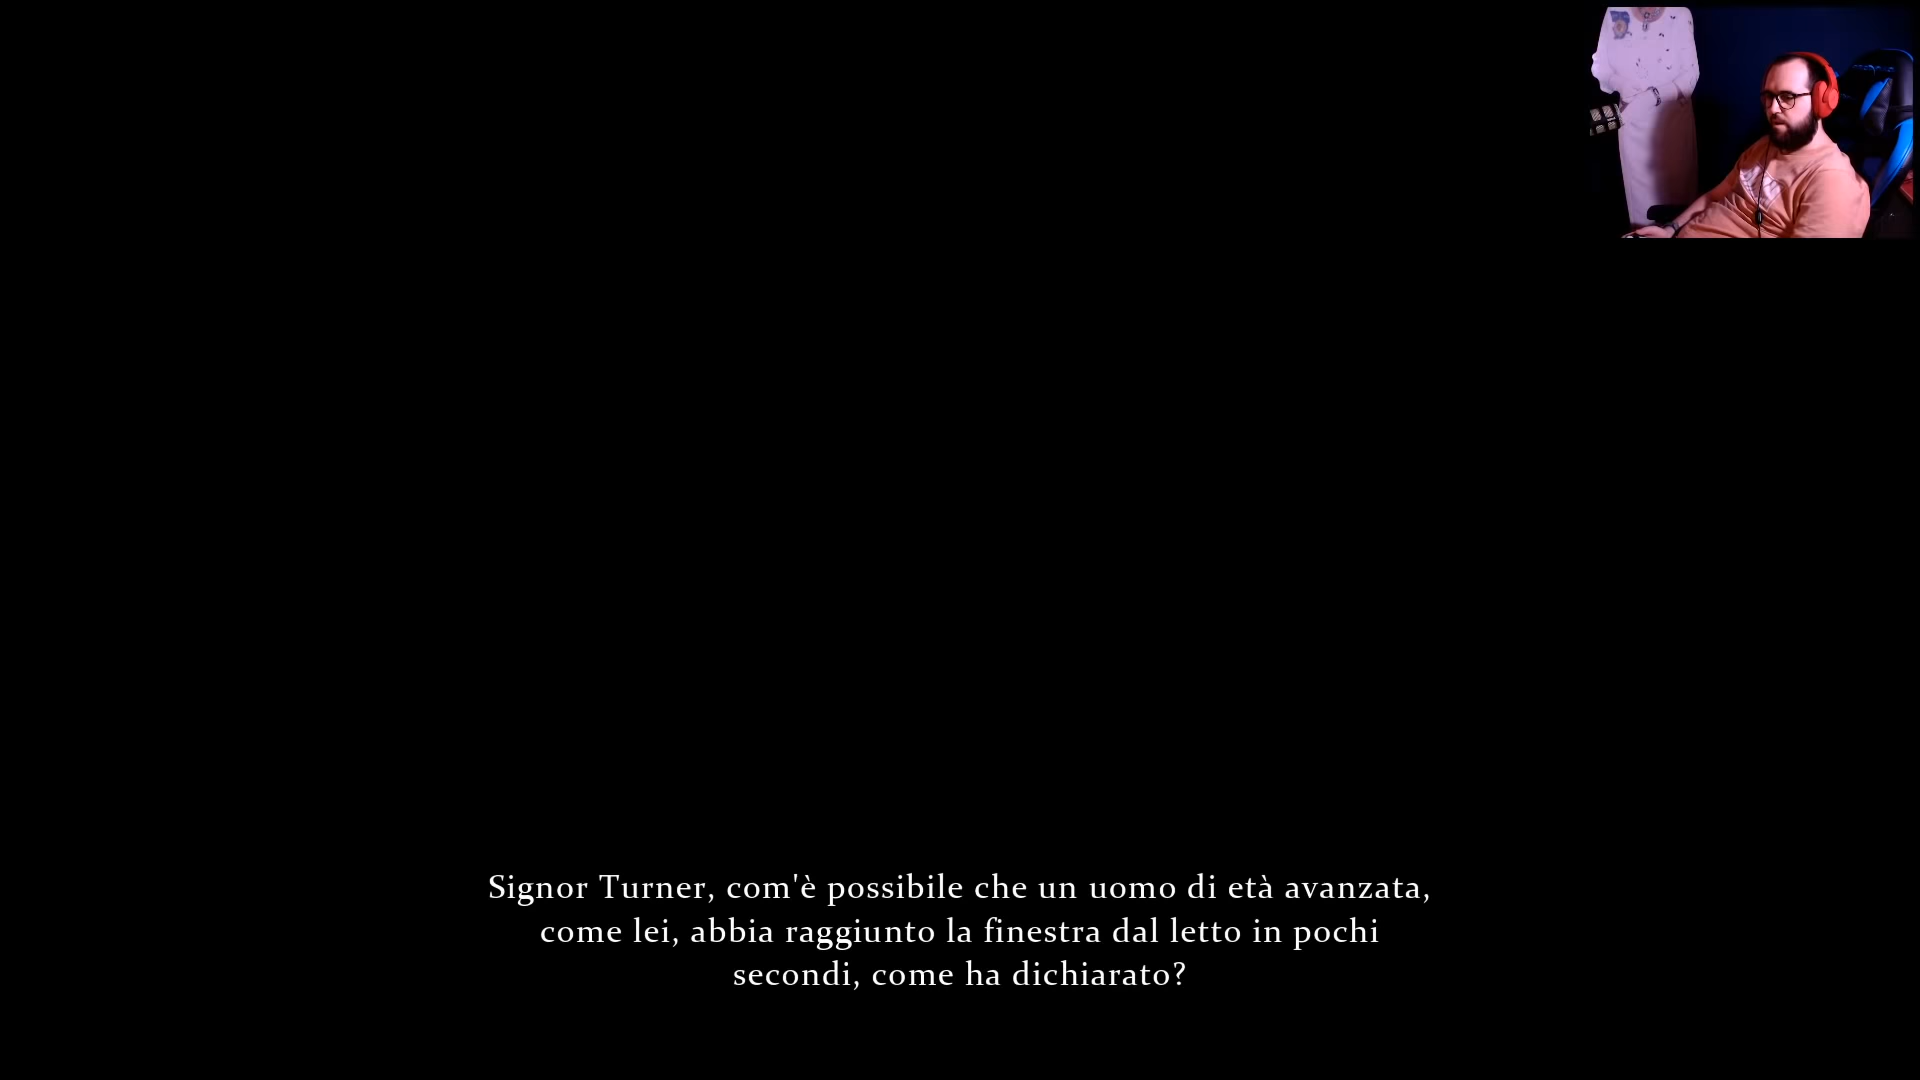 Signor Turner, com'è possibile che un uomo di età avanzata,
come lei, abbia raggiunto la finestra dal letto in pochi
secondi, come ha dichiarato?